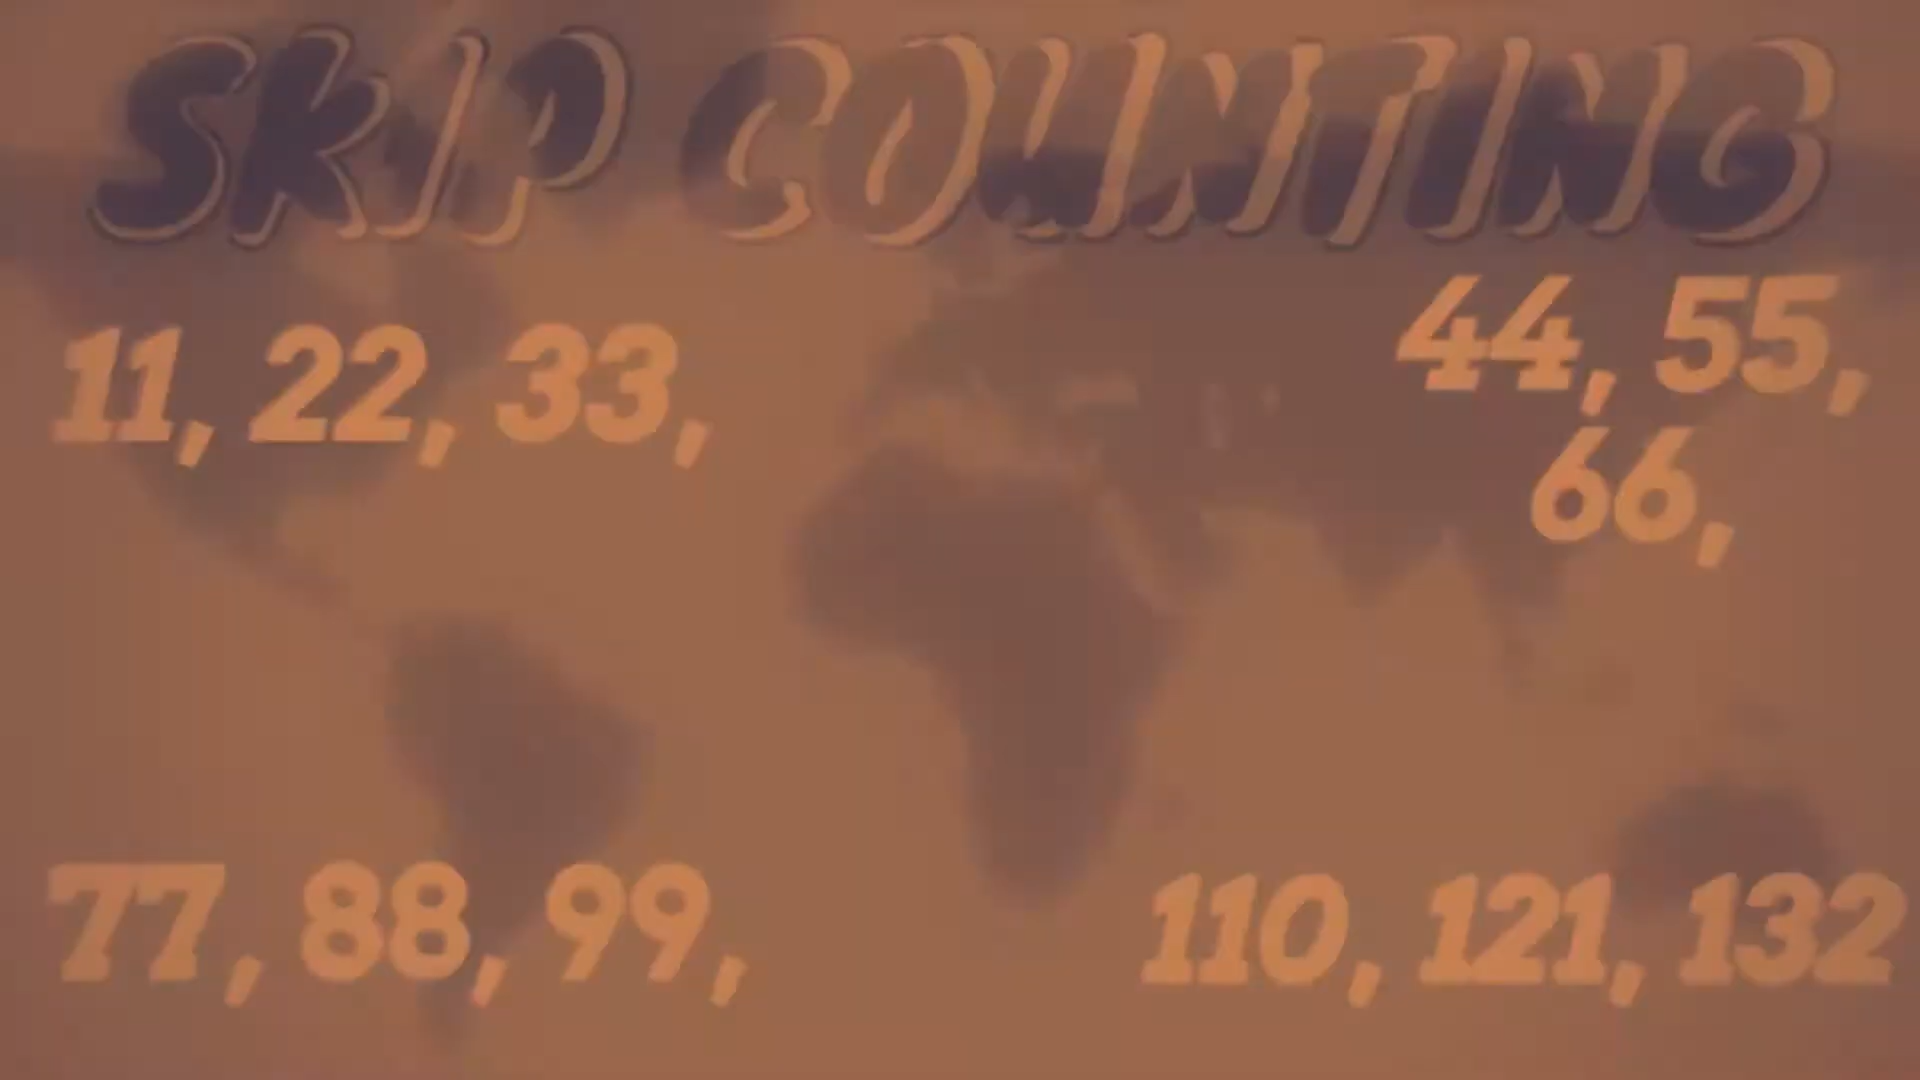 SKIP COUNTING
11, 22, 33,
44, 55,
66,
77, 88, 99,
110, 121, 132